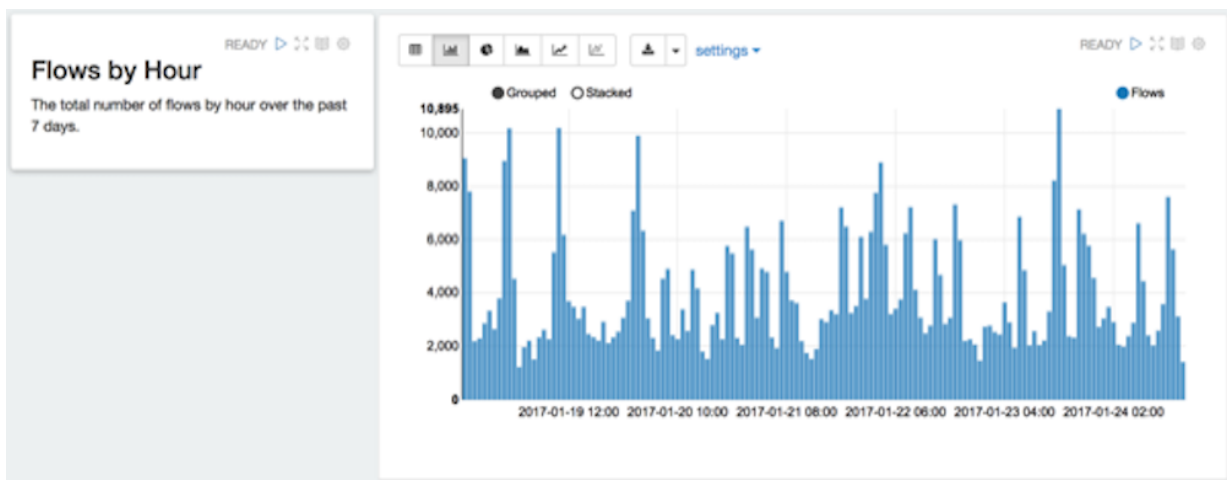 READY
Flows by Hour
The total number of flows by hour over the past
7 days.
settings
READY
Grouped Stacked
Flows
10,895
10,000
8,000
6,000
4,000
2,000
0
2017-01-19 12:00 2017-01-20 10:00 2017-01-21 08:00 2017-01-22 06:00 2017-01-23 04:00 2017-01-24 02:00